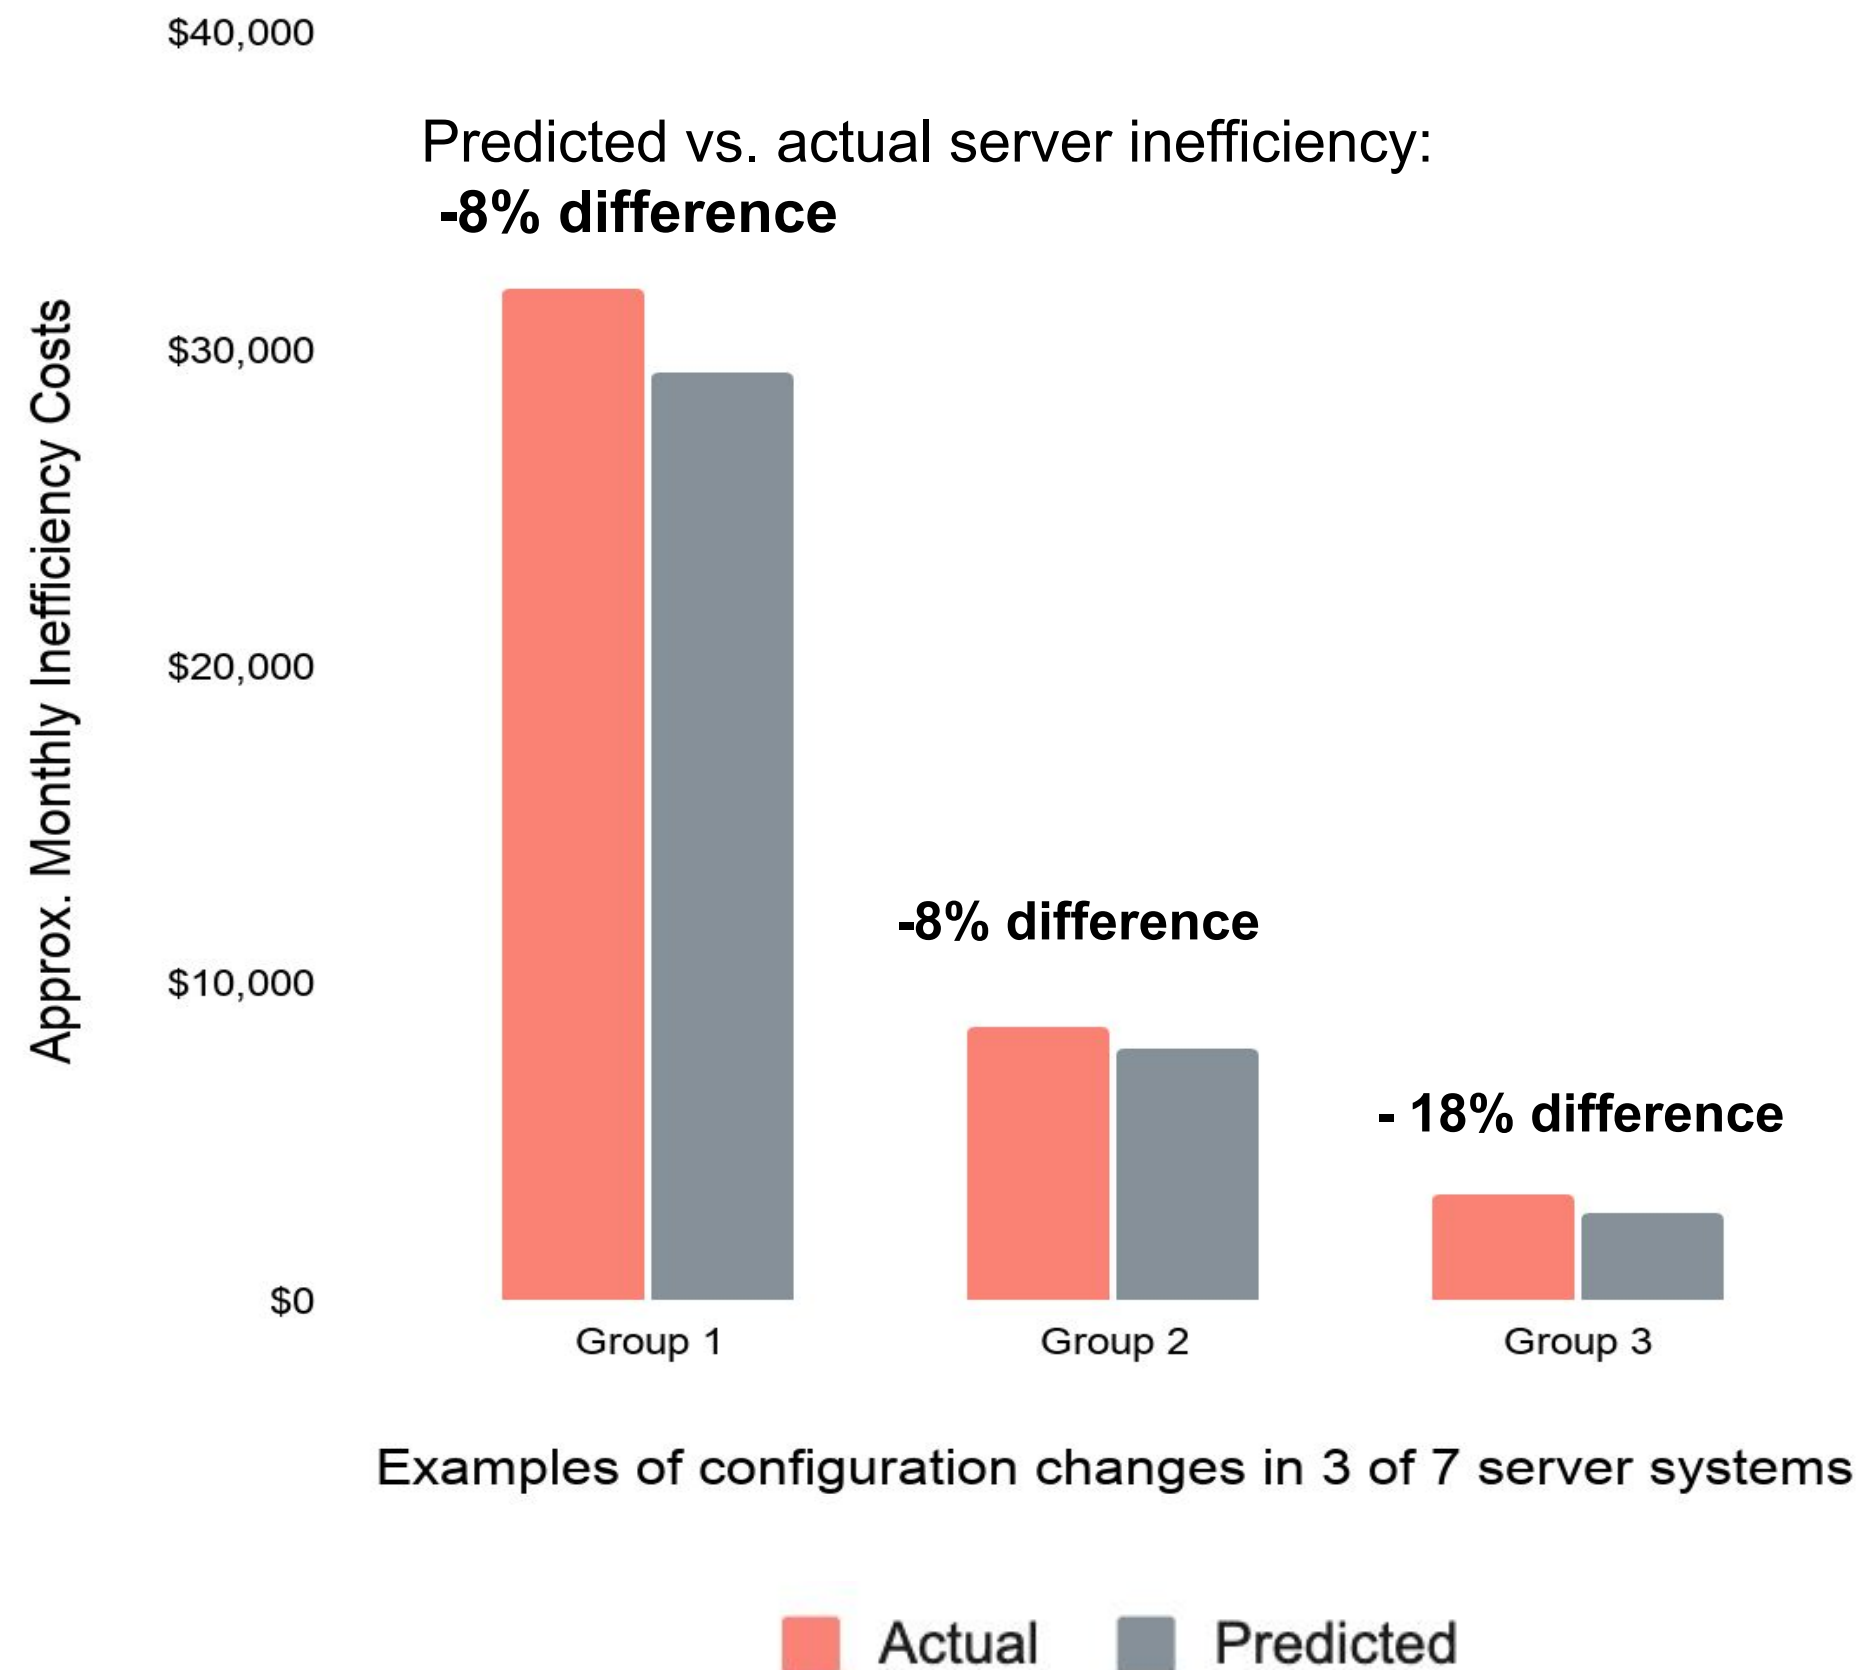 $40,000
Predicted vs. actual server inefficiency:
-8% difference
$30,000
$20,000
$10,000
$0
Approx. Monthly Inefficiency Costs
-8% difference
- 18% difference
Group 1
Group 2
Group 3
Examples of configuration changes in 3 of 7 server systems
Actual
Predicted